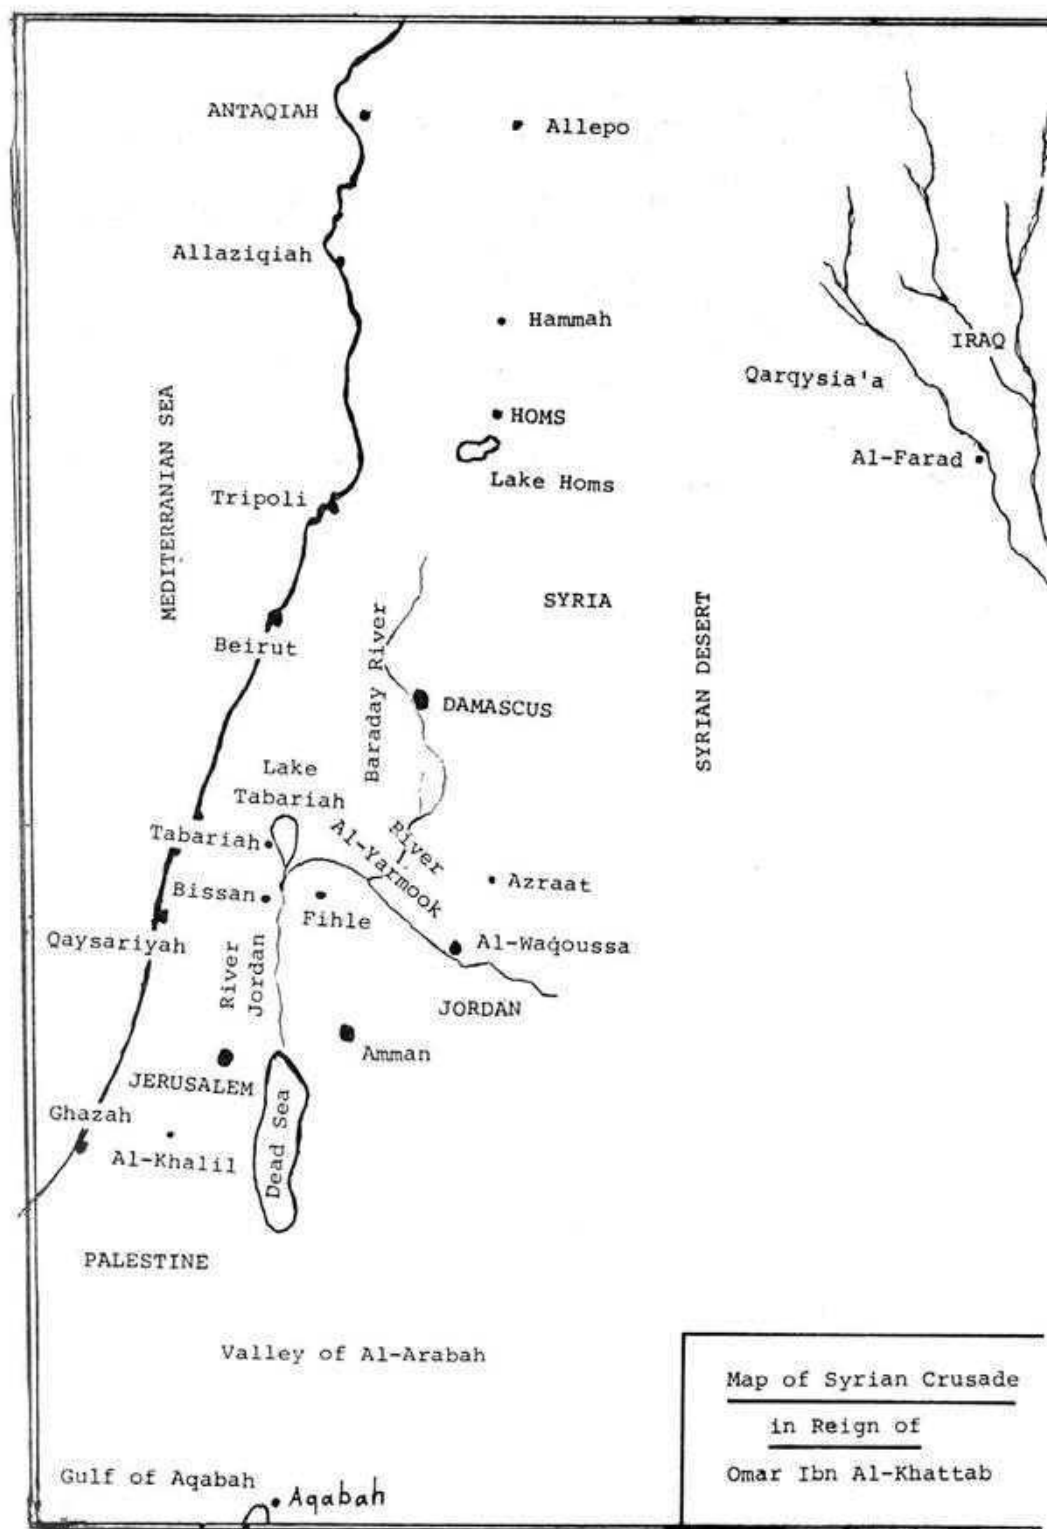 ANTAQIAH
Allepo
Allaziqiah
Hammah
IRAQ
Qarqysia'a
MEDITERRANIAN SEA
HOMS
Al-Farad
Lake Homs
Tripoli
SYRIA
SYRIAN DESERT
Beirut
Baraday River
DAMASCUS
Lake
Tabariah
Tabariah
River
Al-Yarmook
Azraat
Bissan
Fihle
Qaysariyah
River
Jordan
Al-Waqoussa
JORDAN
Amman
JERUSALEM
Ghazah
Dead Sea
Al-Khalil
PALESTINE
Valley of Al-Arabah
Map of Syrian Crusade
in Reign of
Omar Ibn Al-Khattab
Gulf of Aqabah
Aqabah